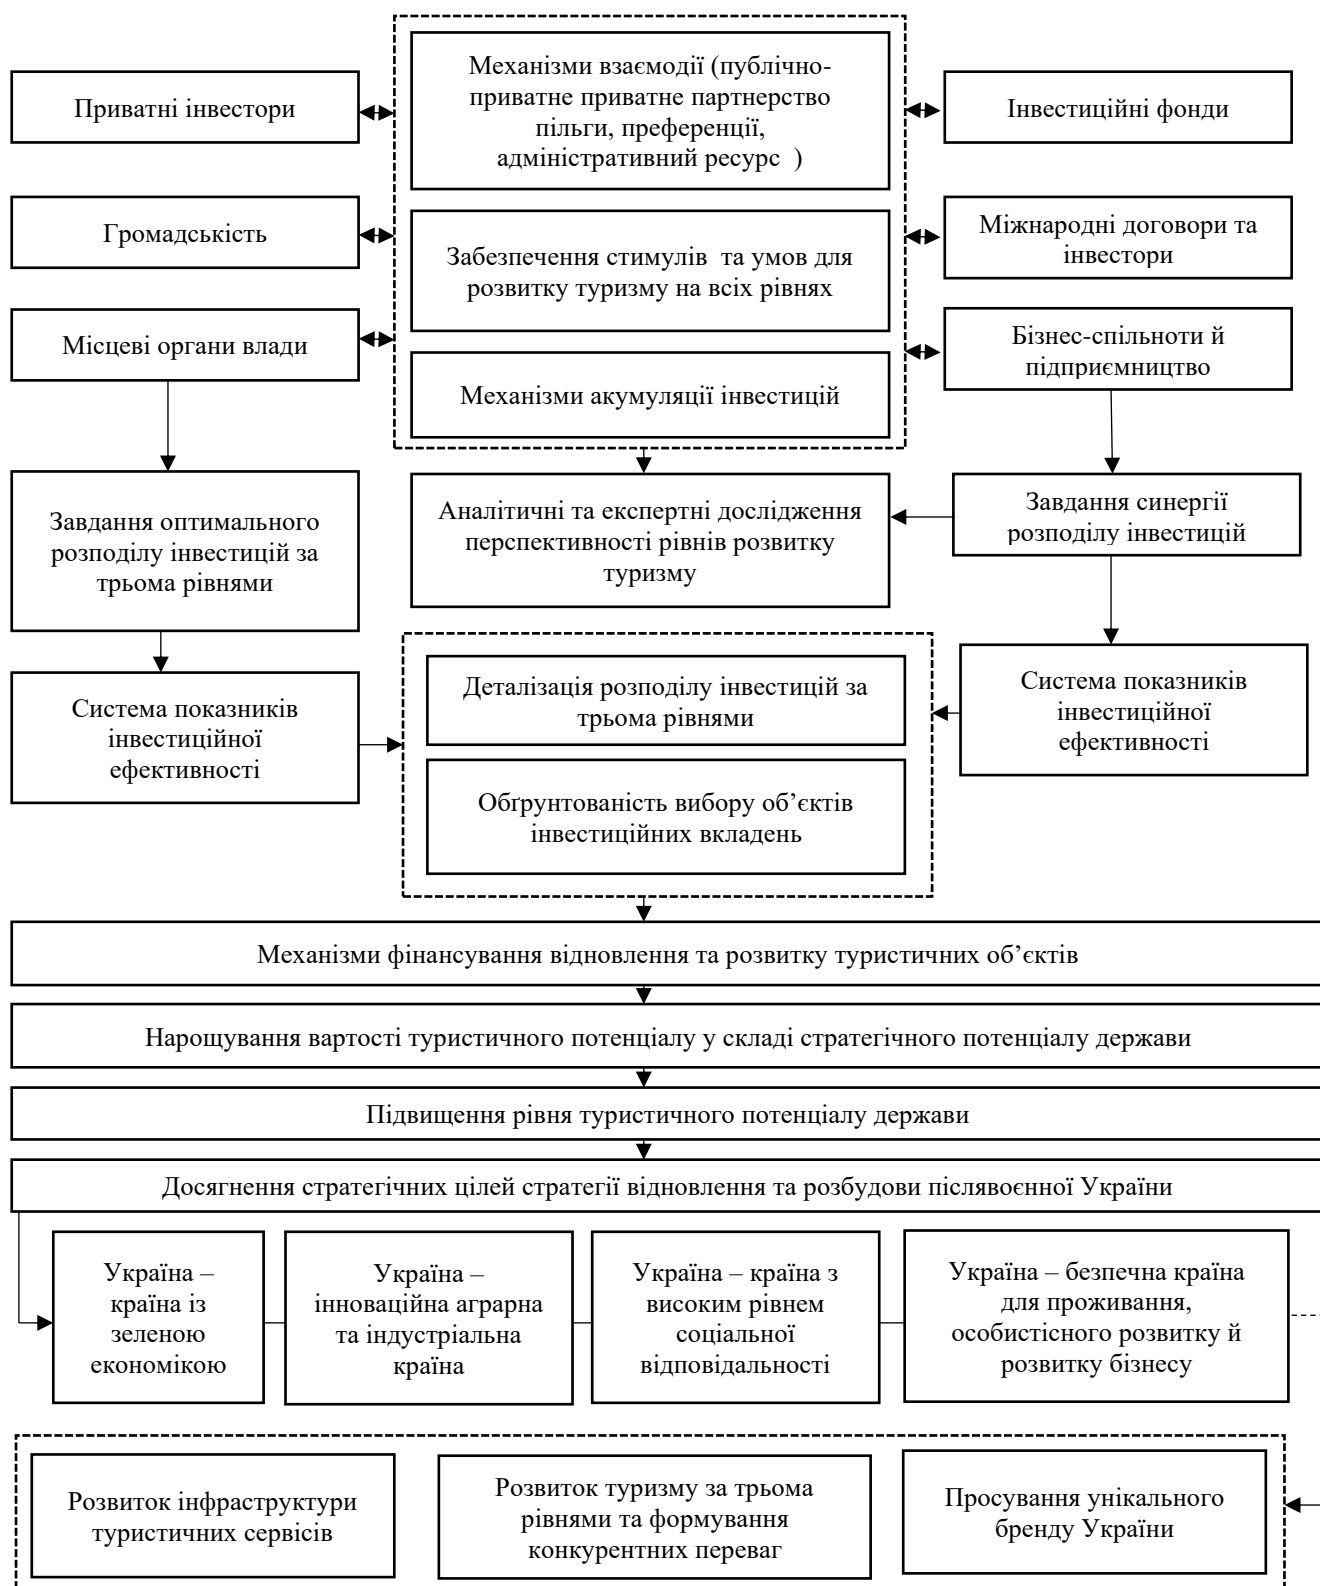 Механізми взаємодії (публічно-
приватне приватне партнерство
пільги, преференції,
адміністративний ресурс  )
Приватні інвестори
Інвестиційні фонди
Громадськість
Забезпечення стимулів  та умов для
розвитку туризму на всіх рівнях
Міжнародні договори та
інвестори
Місцеві органи влади
Механізми акумуляції інвестицій
Бізнес-спільноти й
підприємництво
Завдання оптимального
розподілу інвестицій за
трьома рівнями
Аналітичні та експертні дослідження
перспективності рівнів розвитку
туризму
Завдання синергії
розподілу інвестицій
Система показників
інвестиційної
ефективності
Деталізація розподілу інвестицій за
трьома рівнями
Обґрунтованість вибору об’єктів
інвестиційних вкладень
Система показників
інвестиційної
ефективності
Механізми фінансування відновлення та розвитку туристичних об’єктів
Нарощування вартості туристичного потенціалу у складі стратегічного потенціалу держави
Підвищення рівня туристичного потенціалу держави
Досягнення стратегічних цілей стратегії відновлення та розбудови післявоєнної України
Україна –
країна із
зеленою
економікою
Україна –
інноваційна аграрна
та індустріальна
країна
Україна – країна з
високим рівнем
соціальної
відповідальності
Україна – безпечна країна
для проживання,
особистісного розвитку й
розвитку бізнесу
Розвиток інфраструктури
туристичних сервісів
Розвиток туризму за трьома
рівнями та формування
конкурентних переваг
Просування унікального
бренду України